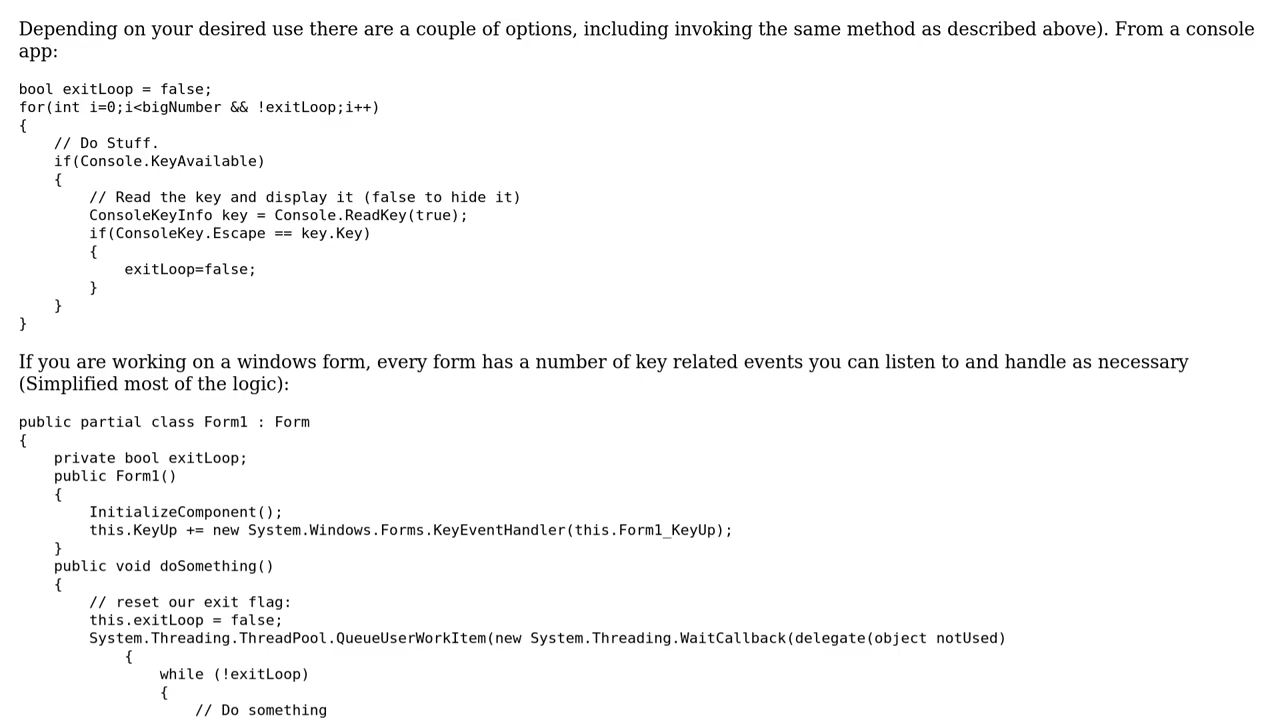 Depending on your desired use there are a couple of options, including invoking the same method as described above). From a console
app:
bool exitLoop = false;
for(int i=0;i<bigNumber && !exitLoop;i++)
{
    // Do Stuff.
    if(Console.KeyAvailable)
    {
        // Read the key and display it (false to hide it)
        ConsoleKeyInfo key = Console.ReadKey(true);
        if(ConsoleKey.Escape == key.Key)
        {
            exitLoop=false;
        }
    }
}
If you are working on a windows form, every form has a number of key related events you can listen to and handle as necessary
(Simplified most of the logic):
public partial class Form1 : Form
{
    private bool exitLoop;
    public Form1()
    {
        InitializeComponent();
        this.KeyUp += new System.Windows.Forms.KeyEventHandler(this.Form1_KeyUp);
    }
    public void doSomething()
    {
        // reset our exit flag:
        this.exitLoop = false;
        System.Threading.ThreadPool.QueueUserWorkItem(new System.Threading.WaitCallback(delegate(object notUsed)
            {
                while (!exitLoop)
                {
                    // Do something